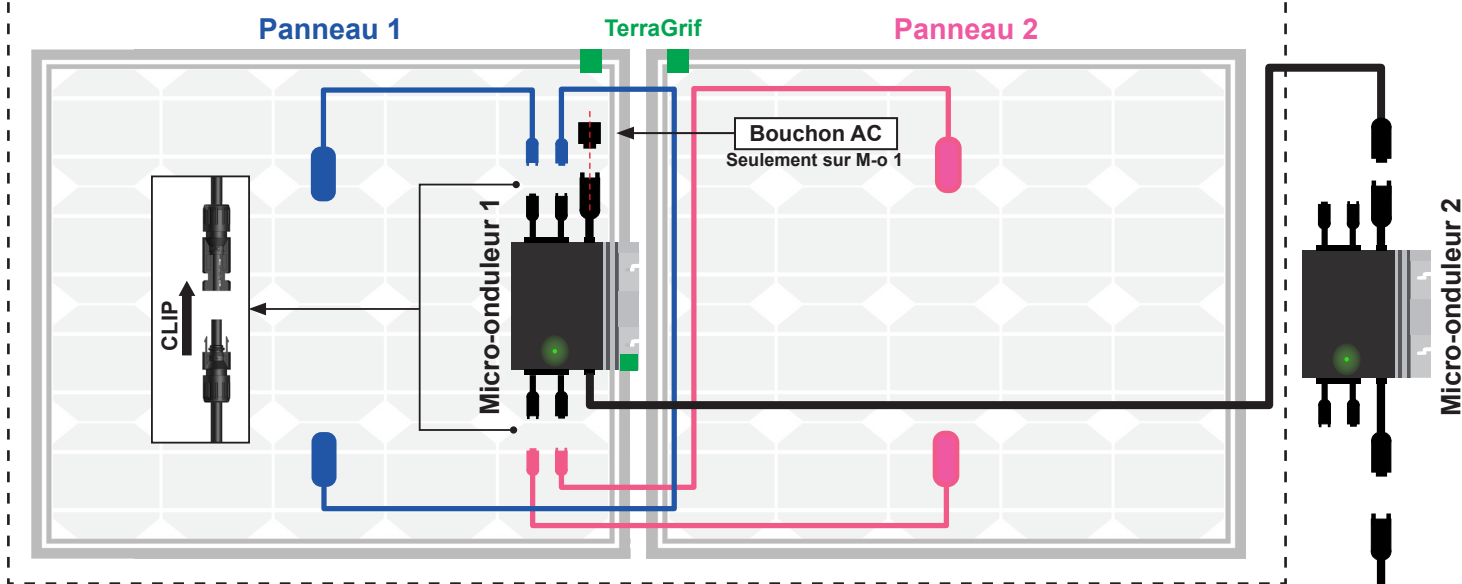 Panneau 1
TerraGrif
Panneau 2
Bouchon AC
Seulement sur M-o 1
CLIP
Micro-onduleur 1
Micro-onduleur 2